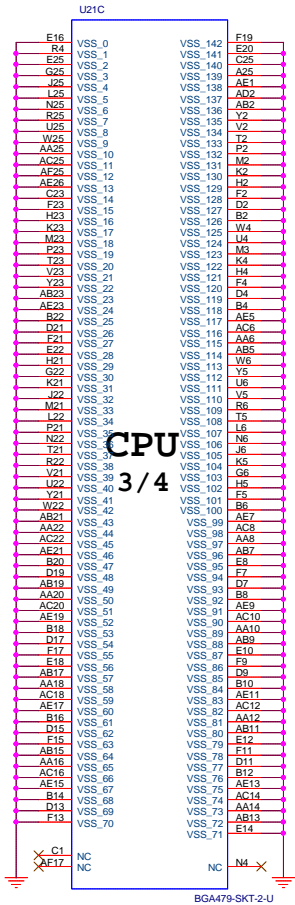 U21C
E16 VSS_0 VSS_142 F19
R4 VSS_1 VSS_141 E20
E25 VSS_2 VSS_140 C25
G25 VSS_3 VSS_139 A25
J25 VSS_4 VSS_138 AE1
L25 VSS_5 VSS_137 AD2
N25 VSS_6 VSS_136 AB2
R25 VSS_7 VSS_135 Y2
U25 VSS_8 VSS_134 V2
W25 VSS_9 VSS_133 T2
AA25 VSS_10 VSS_132 P2
AC25 VSS_11 VSS_131 M2
AF25 VSS_12 VSS_130 K2
AE26 VSS_13 VSS_129 H2
C23 VSS_14 VSS_128 F2
F23 VSS_15 VSS_127 D2
H23 VSS_16 VSS_126 B2
K23 VSS_17 VSS_125 W4
M23 VSS_18 VSS_124 U4
P23 VSS_19 VSS_123 M3
T23 VSS_20 VSS_122 K4
V23 VSS_21 VSS_121 H4
Y23 VSS_22 VSS_120 F4
AB23 VSS_23 VSS_119 D4
AE23 VSS_24 VSS_118 B4
B22 VSS_25 VSS_117 AE5
D21 VSS_26 VSS_116 AC6
F21 VSS_27 VSS_115 AA6
E22 VSS_28 VSS_114 AB5
H21 VSS_29 VSS_113 W6
G22 VSS_30 VSS_112 Y5
K21 VSS_31 VSS_111 U6
J22 VSS_32 VSS_110 V5
M21 VSS_33 VSS_109 R6
L22 VSS_34 VSS_108 T5
P21 VSS_35 VSS_107 L6
N22 VSS_36 VSS_106 N6
T21 VSS_37 VSS_105 J6
R22 VSS_38 VSS_104 K5
V21 VSS_39 VSS_103 G6
U22 VSS_40 VSS_102 H5
Y21 VSS_41 VSS_101 F5
W22 VSS_42 VSS_100 B6
AB21 VSS_43 VSS_99 AE7
AA22 VSS_44 VSS_98 AC8
AC22 VSS_45 VSS_97 AA8
AE21 VSS_46 VSS_96 AB7
B20 VSS_47 VSS_95 E8
D19 VSS_48 VSS_94 F7
AB19 VSS_49 VSS_93 D7
AA20 VSS_50 VSS_92 B8
AC20 VSS_51 VSS_91 AE9
AE19 VSS_52 VSS_90 AC10
B18 VSS_53 VSS_89 AA10
D17 VSS_54 VSS_88 AB9
F17 VSS_55 VSS_87 E10
E18 VSS_56 VSS_86 F9
AB17 VSS_57 VSS_85 D9
AA18 VSS_58 VSS_84 B10
AC18 VSS_59 VSS_83 AE11
AE17 VSS_60 VSS_82 AC12
B16 VSS_61 VSS_81 AA12
D15 VSS_62 VSS_80 AB11
F15 VSS_63 VSS_79 E12
AB15 VSS_64 VSS_78 F11
AA16 VSS_65 VSS_77 D11
AC16 VSS_66 VSS_76 B12
AE15 VSS_67 VSS_75 AE13
B14 VSS_68 VSS_74 AC14
D13 VSS_69 VSS_73 AA14
F13 VSS_70 VSS_72 AB13
VSS_71 E14
CPU
3/4
C1 NC
AF17 NC NC N4
BGA479-SKT-2-U